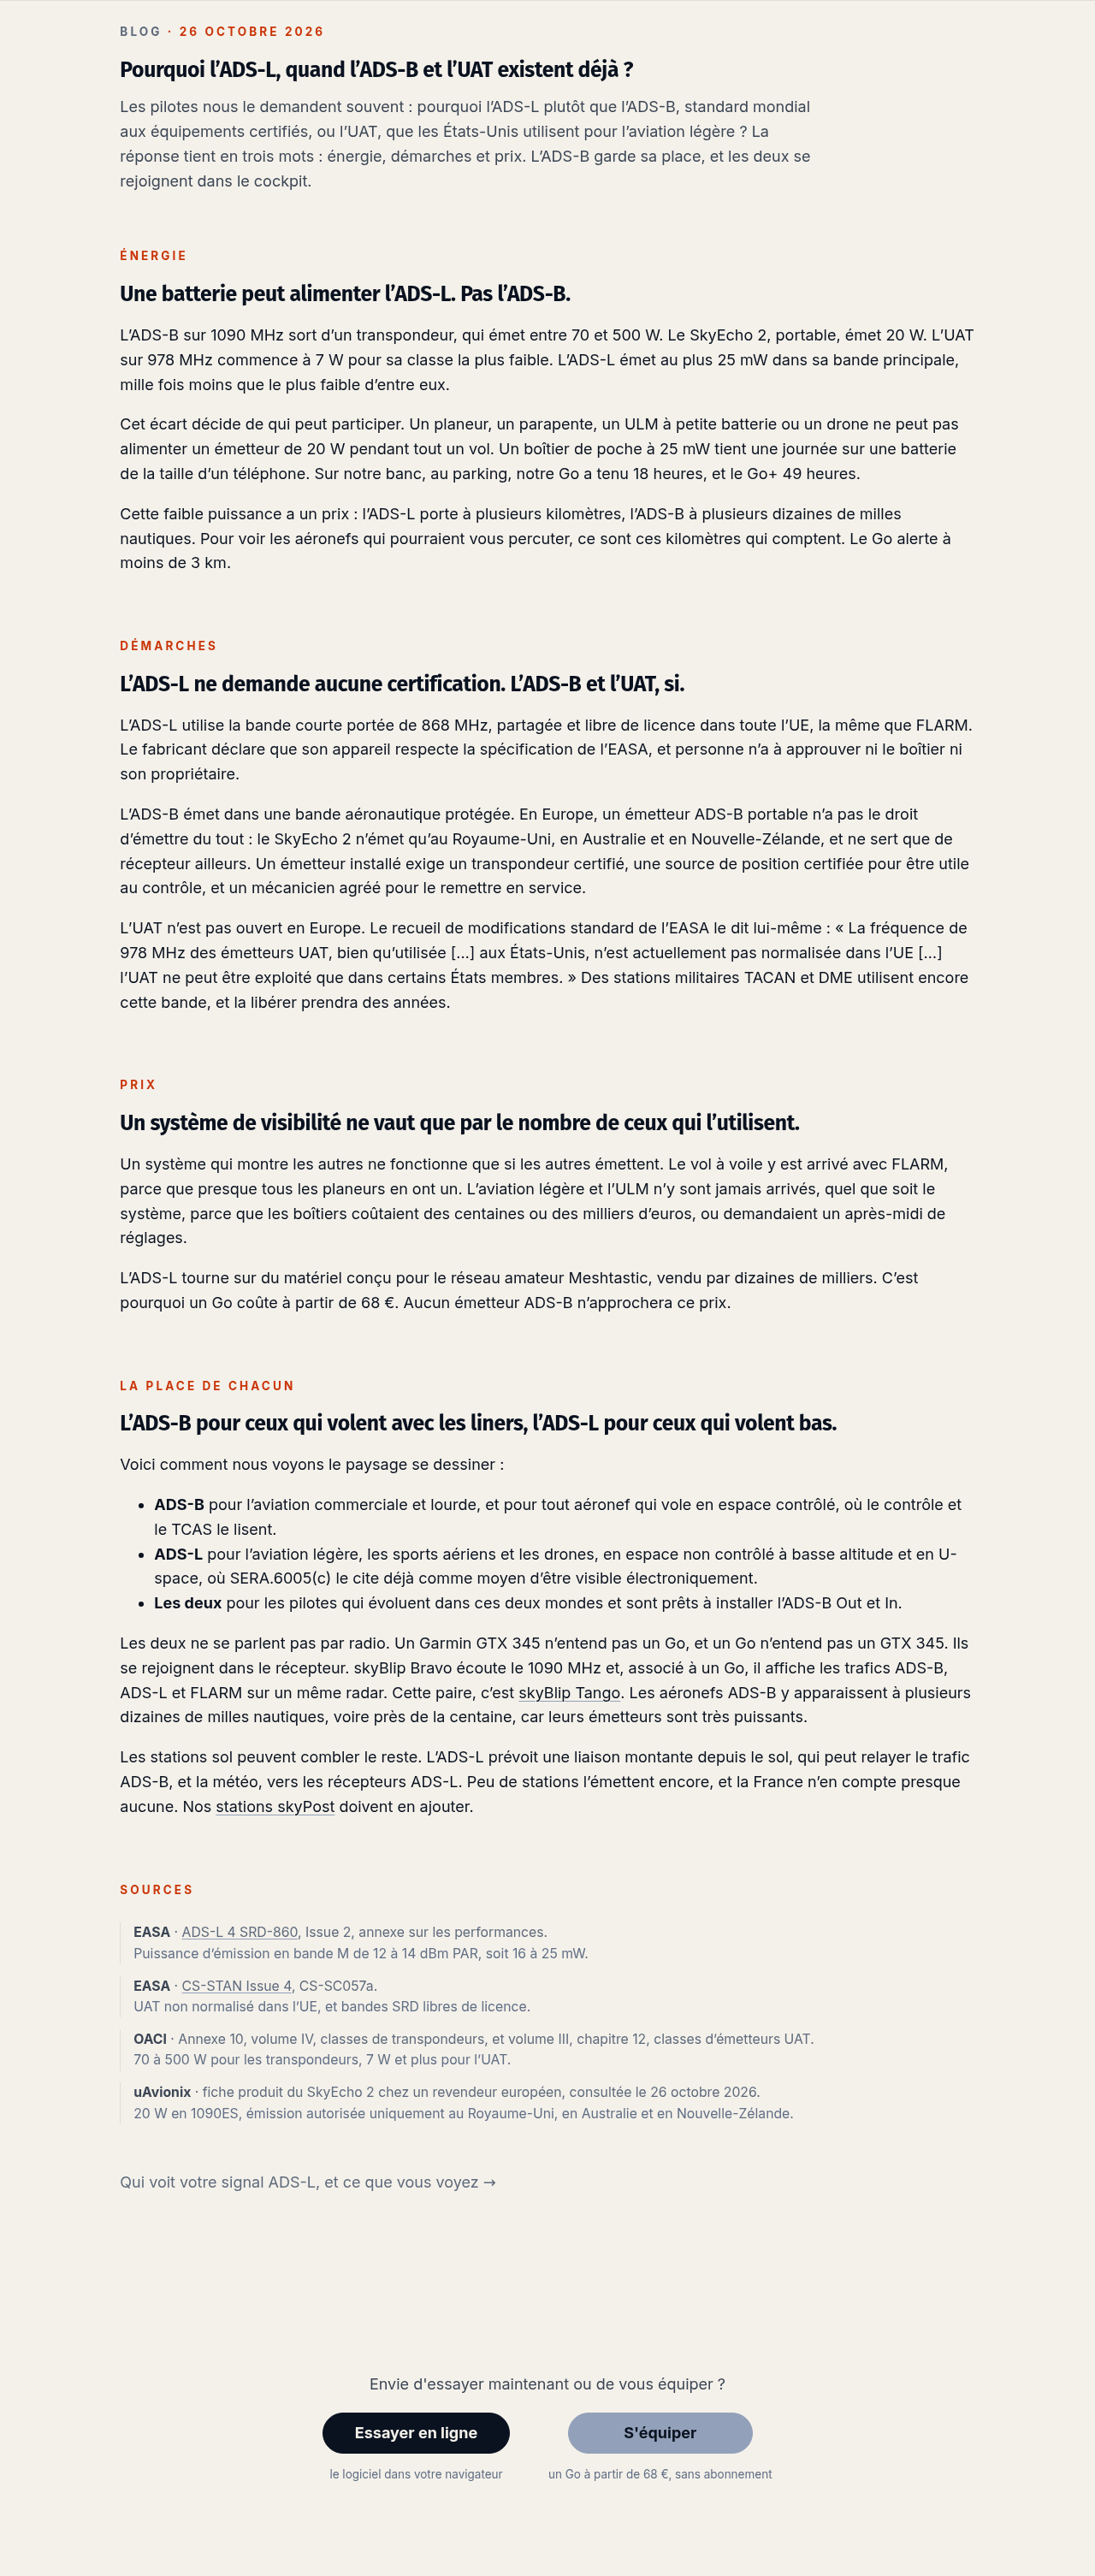 BLOG · 26 OCTOBRE 2026
Pourquoi l’ADS-L, quand l’ADS-B et l’UAT existent déjà ?
Les pilotes nous le demandent souvent : pourquoi l’ADS-L plutôt que l’ADS-B, standard mondial
aux équipements certifiés, ou l’UAT, que les États-Unis utilisent pour l’aviation légère ? La
réponse tient en trois mots : énergie, démarches et prix. L’ADS-B garde sa place, et les deux se
rejoignent dans le cockpit.
ÉNERGIE
Une batterie peut alimenter l’ADS-L. Pas l’ADS-B.
L’ADS-B sur 1090 MHz sort d’un transpondeur, qui émet entre 70 et 500 W. Le SkyEcho 2, portable, émet 20 W. L’UAT
sur 978 MHz commence à 7 W pour sa classe la plus faible. L’ADS-L émet au plus 25 mW dans sa bande principale,
mille fois moins que le plus faible d’entre eux.
Cet écart décide de qui peut participer. Un planeur, un parapente, un ULM à petite batterie ou un drone ne peut pas
alimenter un émetteur de 20 W pendant tout un vol. Un boîtier de poche à 25 mW tient une journée sur une batterie
de la taille d’un téléphone. Sur notre banc, au parking, notre Go a tenu 18 heures, et le Go+ 49 heures.
Cette faible puissance a un prix : l’ADS-L porte à plusieurs kilomètres, l’ADS-B à plusieurs dizaines de milles
nautiques. Pour voir les aéronefs qui pourraient vous percuter, ce sont ces kilomètres qui comptent. Le Go alerte à
moins de 3 km.
DÉMARCHES
L’ADS-L ne demande aucune certification. L’ADS-B et l’UAT, si.
L’ADS-L utilise la bande courte portée de 868 MHz, partagée et libre de licence dans toute l’UE, la même que FLARM.
Le fabricant déclare que son appareil respecte la spécification de l’EASA, et personne n’a à approuver ni le boîtier ni
son propriétaire.
L’ADS-B émet dans une bande aéronautique protégée. En Europe, un émetteur ADS-B portable n’a pas le droit
d’émettre du tout : le SkyEcho 2 n’émet qu’au Royaume-Uni, en Australie et en Nouvelle-Zélande, et ne sert que de
récepteur ailleurs. Un émetteur installé exige un transpondeur certifié, une source de position certifiée pour être utile
au contrôle, et un mécanicien agréé pour le remettre en service.
L’UAT n’est pas ouvert en Europe. Le recueil de modifications standard de l’EASA le dit lui-même : « La fréquence de
978 MHz des émetteurs UAT, bien qu’utilisée […] aux États-Unis, n’est actuellement pas normalisée dans l’UE […]
l’UAT ne peut être exploité que dans certains États membres. » Des stations militaires TACAN et DME utilisent encore
cette bande, et la libérer prendra des années.
PRIX
Un système de visibilité ne vaut que par le nombre de ceux qui l’utilisent.
Un système qui montre les autres ne fonctionne que si les autres émettent. Le vol à voile y est arrivé avec FLARM,
parce que presque tous les planeurs en ont un. L’aviation légère et l’ULM n’y sont jamais arrivés, quel que soit le
système, parce que les boîtiers coûtaient des centaines ou des milliers d’euros, ou demandaient un après-midi de
réglages.
L’ADS-L tourne sur du matériel conçu pour le réseau amateur Meshtastic, vendu par dizaines de milliers. C’est
pourquoi un Go coûte à partir de 68 €. Aucun émetteur ADS-B n’approchera ce prix.
LA PLACE DE CHACUN
L’ADS-B pour ceux qui volent avec les liners, l’ADS-L pour ceux qui volent bas.
Voici comment nous voyons le paysage se dessiner :
• ADS-B pour l’aviation commerciale et lourde, et pour tout aéronef qui vole en espace contrôlé, où le contrôle et
le TCAS le lisent.
• ADS-L pour l’aviation légère, les sports aériens et les drones, en espace non contrôlé à basse altitude et en U-
space, où SERA.6005(c) le cite déjà comme moyen d’être visible électroniquement.
• Les deux pour les pilotes qui évoluent dans ces deux mondes et sont prêts à installer l’ADS-B Out et In.
Les deux ne se parlent pas par radio. Un Garmin GTX 345 n’entend pas un Go, et un Go n’entend pas un GTX 345. Ils
se rejoignent dans le récepteur. skyBlip Bravo écoute le 1090 MHz et, associé à un Go, il affiche les trafics ADS-B,
ADS-L et FLARM sur un même radar. Cette paire, c’est skyBlip Tango. Les aéronefs ADS-B y apparaissent à plusieurs
dizaines de milles nautiques, voire près de la centaine, car leurs émetteurs sont très puissants.
Les stations sol peuvent combler le reste. L’ADS-L prévoit une liaison montante depuis le sol, qui peut relayer le trafic
ADS-B, et la météo, vers les récepteurs ADS-L. Peu de stations l’émettent encore, et la France n’en compte presque
aucune. Nos stations skyPost doivent en ajouter.
SOURCES
EASA · ADS-L 4 SRD-860, Issue 2, annexe sur les performances.
Puissance d’émission en bande M de 12 à 14 dBm PAR, soit 16 à 25 mW.
EASA · CS-STAN Issue 4, CS-SC057a.
UAT non normalisé dans l’UE, et bandes SRD libres de licence.
OACI · Annexe 10, volume IV, classes de transpondeurs, et volume III, chapitre 12, classes d’émetteurs UAT.
70 à 500 W pour les transpondeurs, 7 W et plus pour l’UAT.
uAvionix · fiche produit du SkyEcho 2 chez un revendeur européen, consultée le 26 octobre 2026.
20 W en 1090ES, émission autorisée uniquement au Royaume-Uni, en Australie et en Nouvelle-Zélande.
Qui voit votre signal ADS-L, et ce que vous voyez →
Envie d'essayer maintenant ou de vous équiper ?
Essayer en ligne
S'équiper
le logiciel dans votre navigateur
un Go à partir de 68 €, sans abonnement